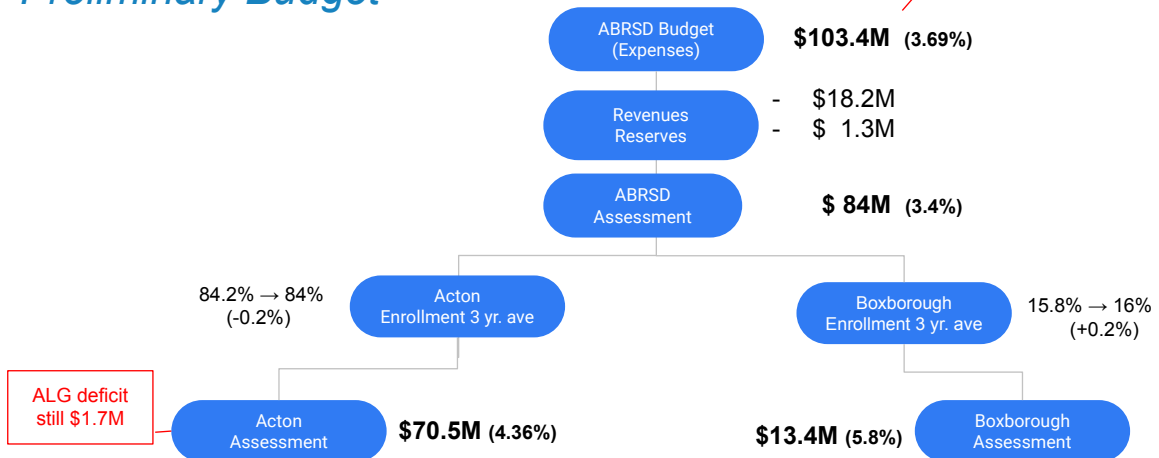 Preliminary Budget
ABRSD Budget
(Expenses)
$103.4M (3.69%)
Revenues
Reserves
- $18.2M
- $ 1.3M
ABRSD
Assessment
$ 84M (3.4%)
84.2% → 84%
(-0.2%)
Acton
Enrollment 3 yr. ave
Boxborough
Enrollment 3 yr. ave
15.8% → 16%
(+0.2%)
ALG deficit
still $1.7M
Acton
Assessment
$70.5M (4.36%)
$13.4M (5.8%)
Boxborough
Assessment